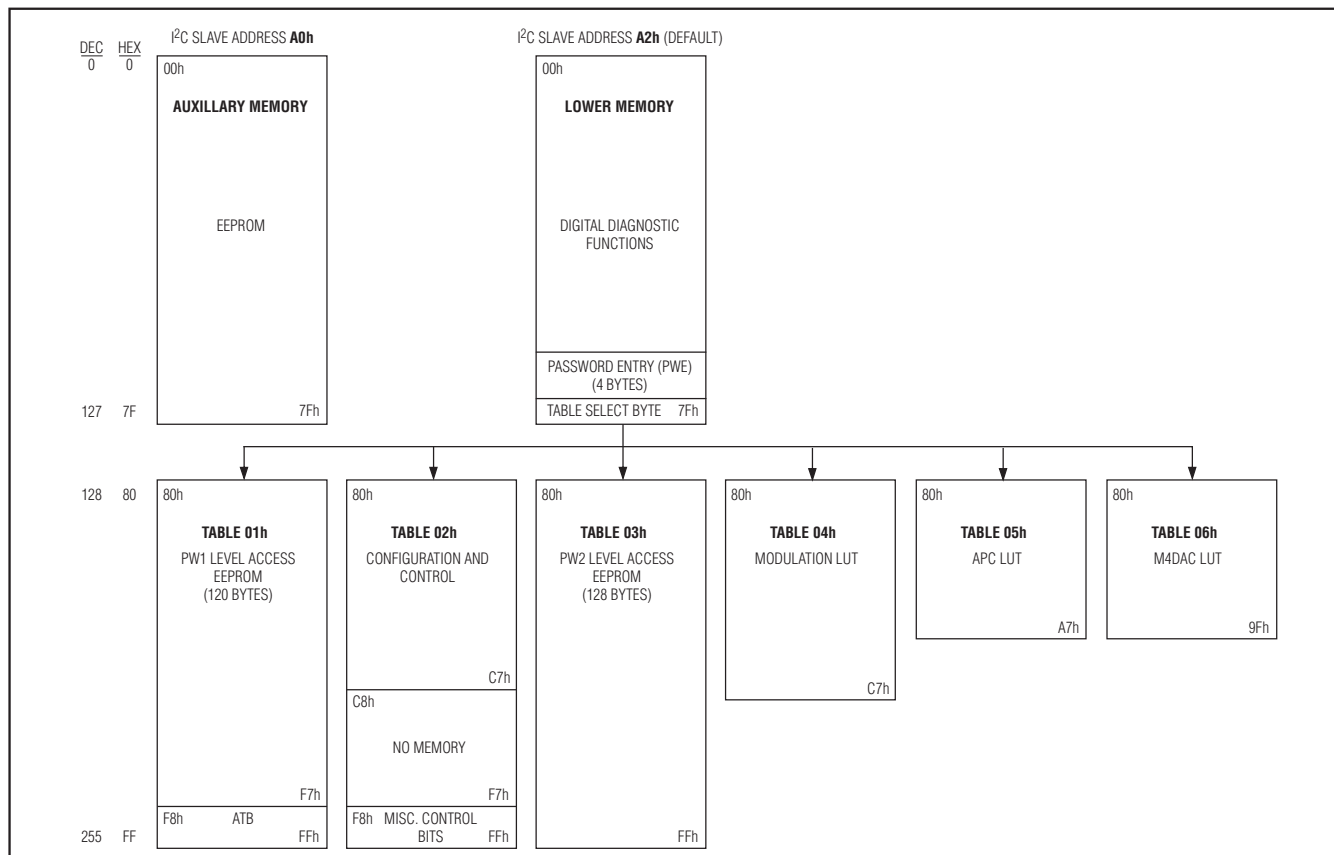 I²C SLAVE ADDRESS A0h
I²C SLAVE ADDRESS A2h (DEFAULT)
DEC HEX
0 0
00h
AUXILLARY MEMORY
EEPROM
7Fh
00h
LOWER MEMORY
DIGITAL DIAGNOSTIC
FUNCTIONS
PASSWORD ENTRY (PWE)
(4 BYTES)
TABLE SELECT BYTE 7Fh
127 7F
128 80
80h
TABLE 01h
PW1 LEVEL ACCESS
EEPROM
(120 BYTES)
F7h
F8h ATB
FFh
80h
TABLE 02h
CONFIGURATION AND
CONTROL
C7h
C8h
NO MEMORY
F7h
F8h MISC. CONTROL
BITS FFh
80h
TABLE 03h
PW2 LEVEL ACCESS
EEPROM
(128 BYTES)
FFh
80h
TABLE 04h
MODULATION LUT
C7h
80h
TABLE 05h
APC LUT
A7h
80h
TABLE 06h
M4DAC LUT
9Fh
255 FF